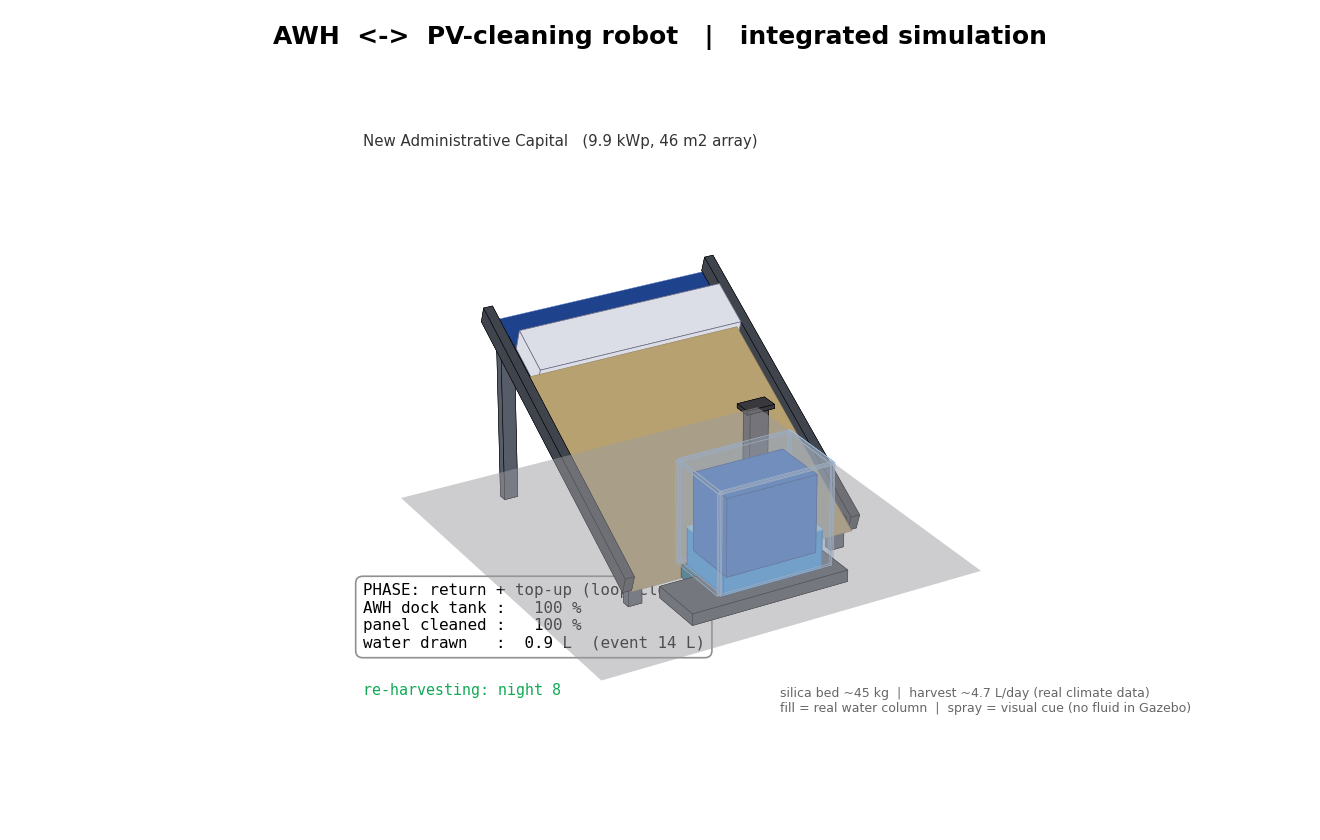 AWH <-> PV-cleaning robot | integrated simulation
New Administrative Capital (9.9 kWp, 46 m2 array)
PHASE: return + top-up (loop
AWH dock tank : 100 %
panel cleaned : 100 %
water drawn : 0.9 L (event 14 L)
re-harvesting: night 8
silica bed ~45 kg | harvest ~4.7 L/day (real climate data)
fill = real water column | spray = visual cue (no fluid in Gazebo)